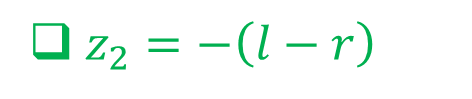 ❑ z₂ = −(l − r)